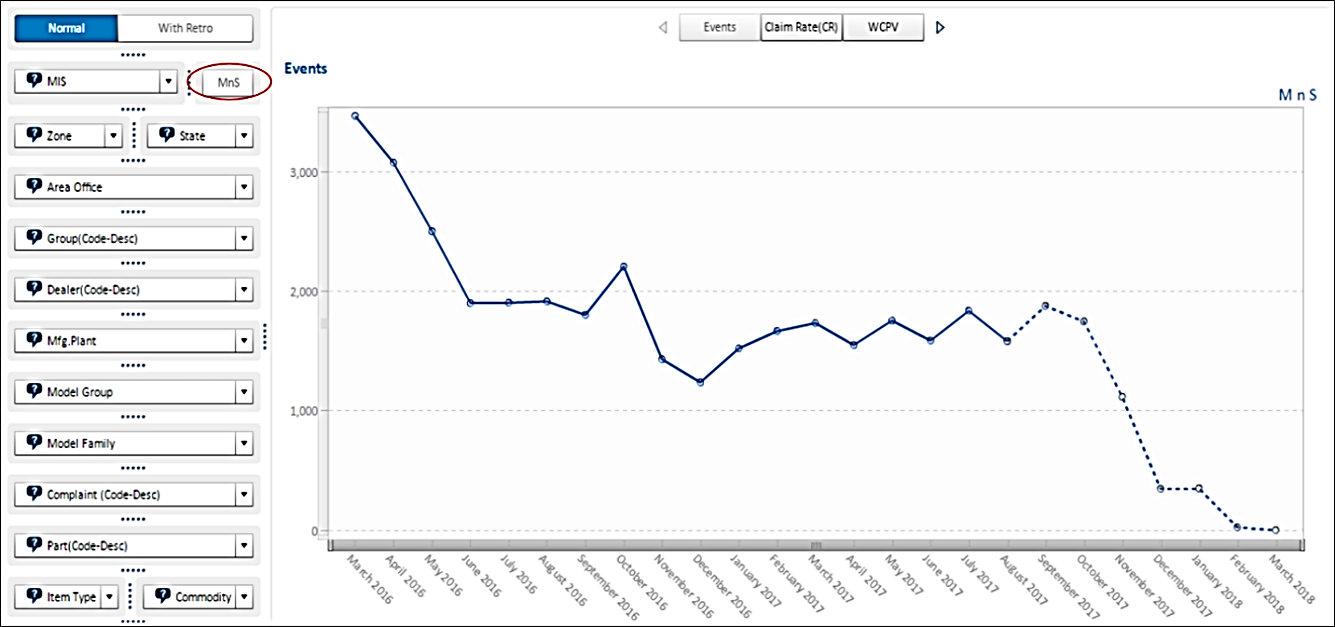 Normal With Retro
MIS MnS
Zone State
Area Office
Group(Code-Desc)
Dealer(Code-Desc)
Mfg.Plant
Model Group
Model Family
Complaint (Code-Desc)
Part(Code-Desc)
Item Type Commodity
Events Claim Rate(CR) WCPV
Events
M n S
3,000
2,000
1,000
0
March 2016
April 2016
May 2016
June 2016
July 2016
August 2016
September 2016
October 2016
November 2016
December 2016
January 2017
February 2017
March 2017
April 2017
May 2017
June 2017
July 2017
August 2017
September 2017
October 2017
November 2017
December 2017
January 2018
February 2018
March 2018